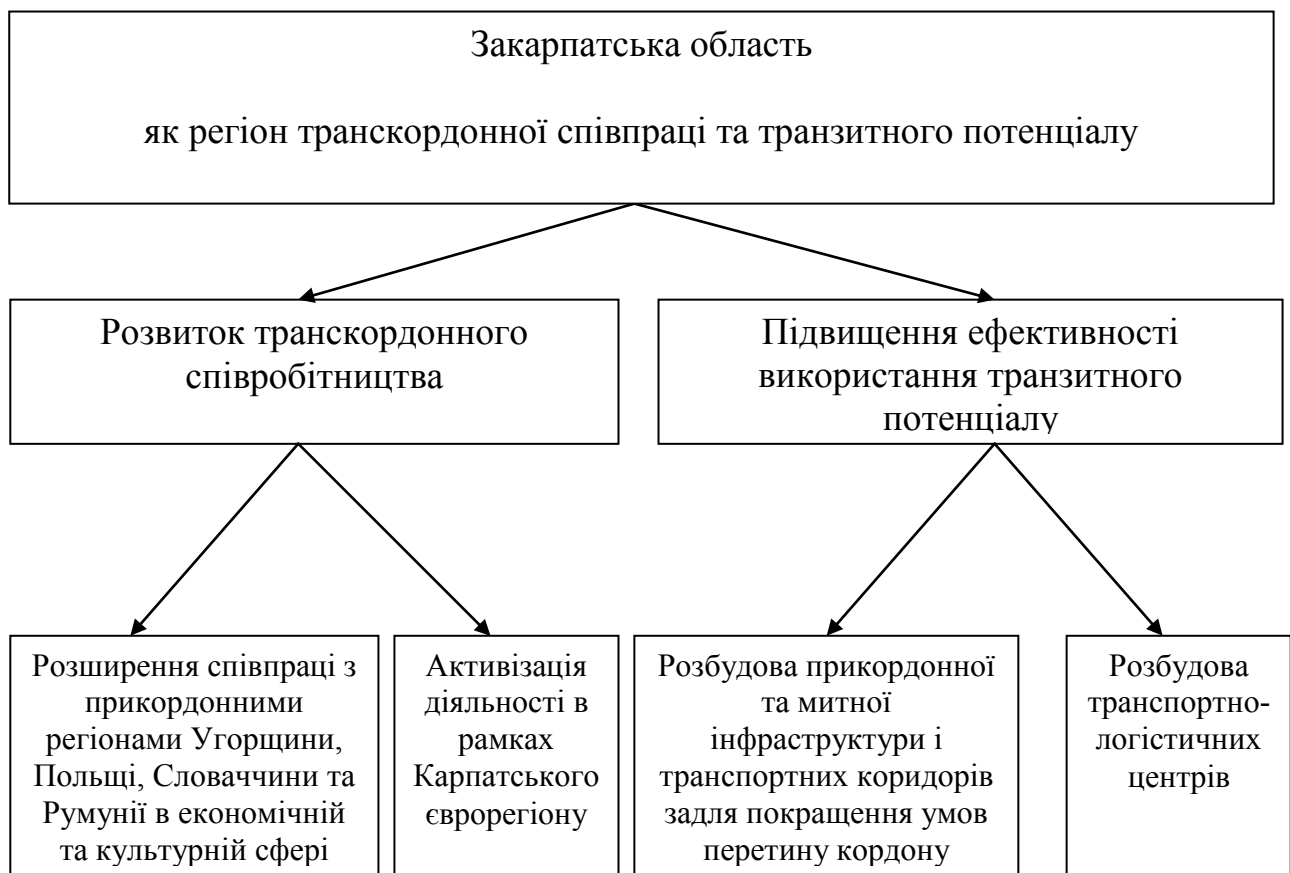 Закарпатська область
як регіон транскордонної співпраці та транзитного потенціалу
Розвиток транскордонного
співробітництва
Підвищення ефективності
використання транзитного
потенціалу
Розширення співпраці з
прикордонними
регіонами Угорщини,
Польщі, Словаччини та
Румунії в економічній
та культурній сфері
Активізація
діяльності в
рамках
Карпатського
єврорегіону
Розбудова прикордонної
та митної
інфраструктури і
транспортних коридорів
задля покращення умов
перетину кордону
Розбудова
транспортно-
логістичних
центрів